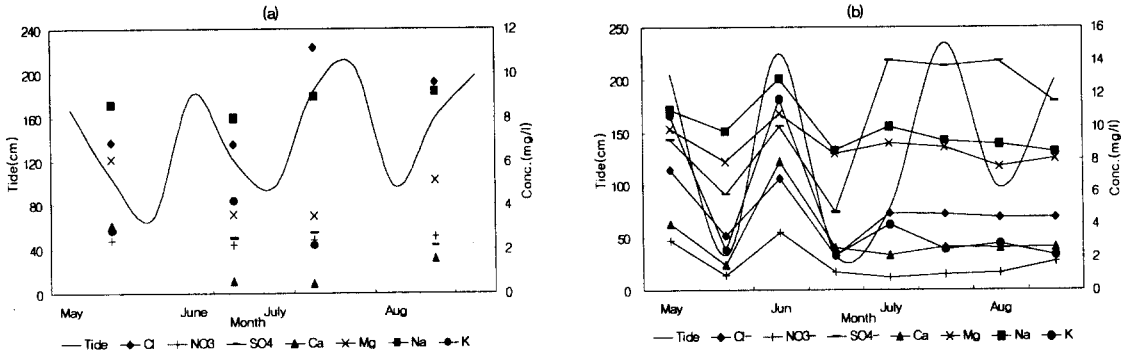 (a)
240
200
160
120
80
40
0
Tide(cm)
12
10
8
6
4
2
0
Conc.(mg/l)
May June July Aug
Month
Tide Cl NO3 SO4 Ca Mg Na K
(b)
250
200
150
100
50
0
Tide(cm)
16
14
12
10
8
6
4
2
0
Conc.(mg/l)
May Jun July Aug
Month
Tide Cl NO3 SO4 Ca Mg Na K